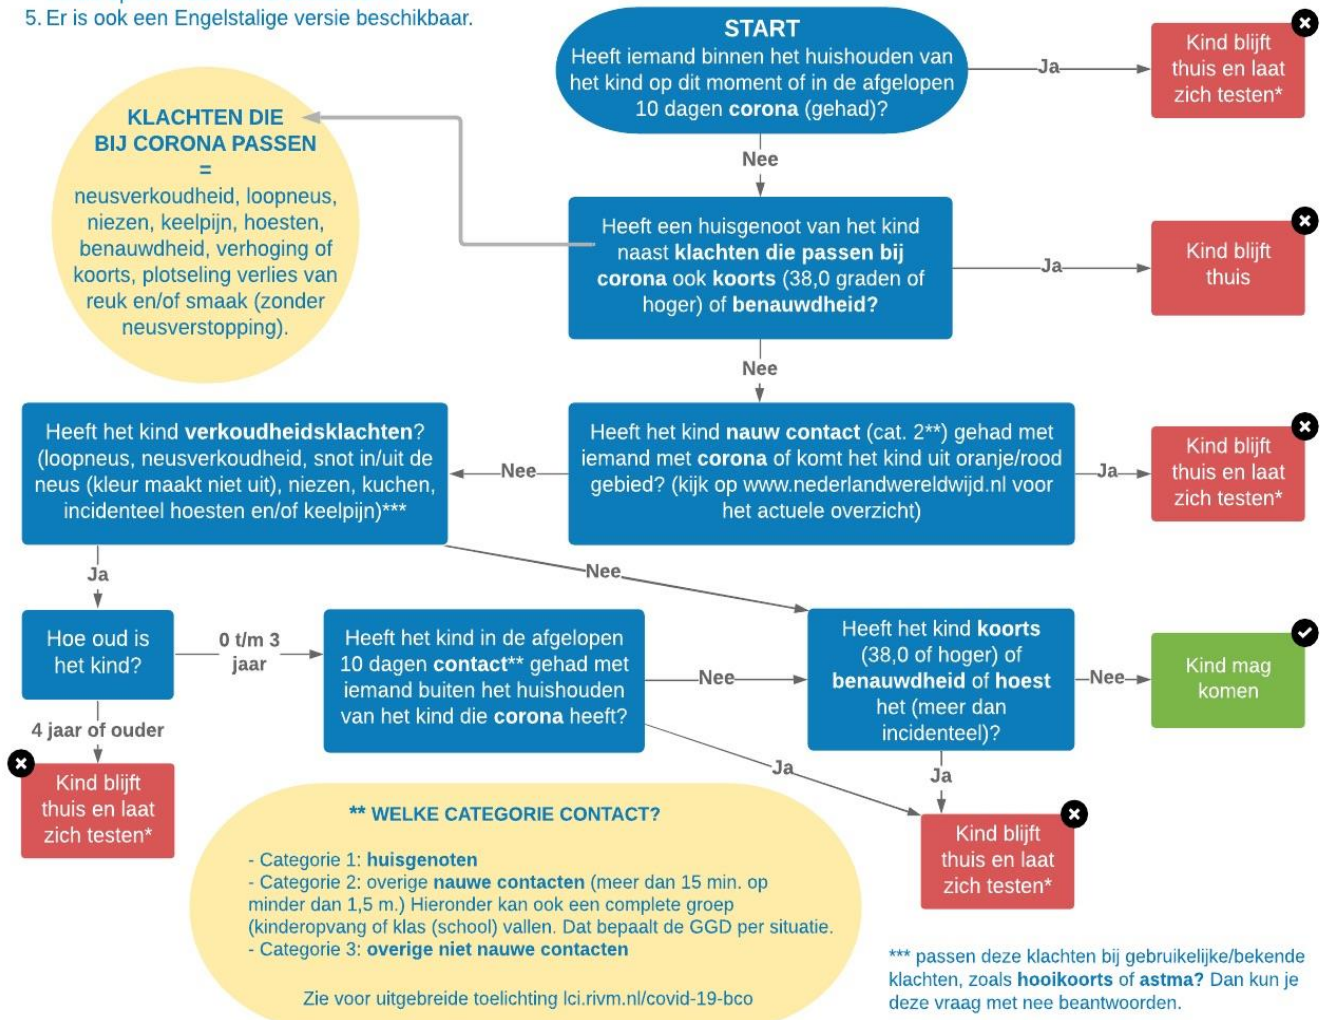 5. Er is ook een Engelstalige versie beschikbaar.
START
Heeft iemand binnen het huishouden van
het kind op dit moment of in de afgelopen
10 dagen corona (gehad)?
Ja
Kind blijft
thuis en laat
zich testen*
Nee
KLACHTEN DIE
BIJ CORONA PASSEN
=
neusverkoudheid, loopneus,
niezen, keelpijn, hoesten,
benauwdheid, verhoging of
koorts, plotseling verlies van
reuk en/of smaak (zonder
neusverstopping).
Heeft een huisgenoot van het kind
naast klachten die passen bij
corona ook koorts (38,0 graden of
hoger) of benauwdheid?
Ja
Kind blijft
thuis
Nee
Heeft het kind nauw contact (cat. 2**) gehad met
iemand met corona of komt het kind uit oranje/rood
gebied? (kijk op www.nederlandwereldwijd.nl voor
het actuele overzicht)
Ja
Kind blijft
thuis en laat
zich testen*
Nee
Heeft het kind verkoudheidsklachten?
(loopneus, neusverkoudheid, snot in/uit de
neus (kleur maakt niet uit), niezen, kuchen,
incidenteel hoesten en/of keelpijn)***
Ja
Nee
Hoe oud is
het kind?
0 t/m 3
jaar
Heeft het kind in de afgelopen
10 dagen contact** gehad met
iemand buiten het huishouden
van het kind die corona heeft?
Nee
Heeft het kind koorts
(38,0 of hoger) of
benauwdheid of hoest
het (meer dan
incidenteel)?
Nee
Kind mag
komen
4 jaar of ouder
Kind blijft
thuis en laat
zich testen*
Ja
Ja
Kind blijft
thuis en laat
zich testen*
** WELKE CATEGORIE CONTACT?
- Categorie 1: huisgenoten
- Categorie 2: overige nauwe contacten (meer dan 15 min. op
minder dan 1,5 m.) Hieronder kan ook een complete groep
(kinderopvang of klas (school) vallen. Dat bepaalt de GGD per situatie.
- Categorie 3: overige niet nauwe contacten
Zie voor uitgebreide toelichting lci.rivm.nl/covid-19-bco
*** passen deze klachten bij gebruikelijke/bekende
klachten, zoals hooikoorts of astma? Dan kun je
deze vraag met nee beantwoorden.